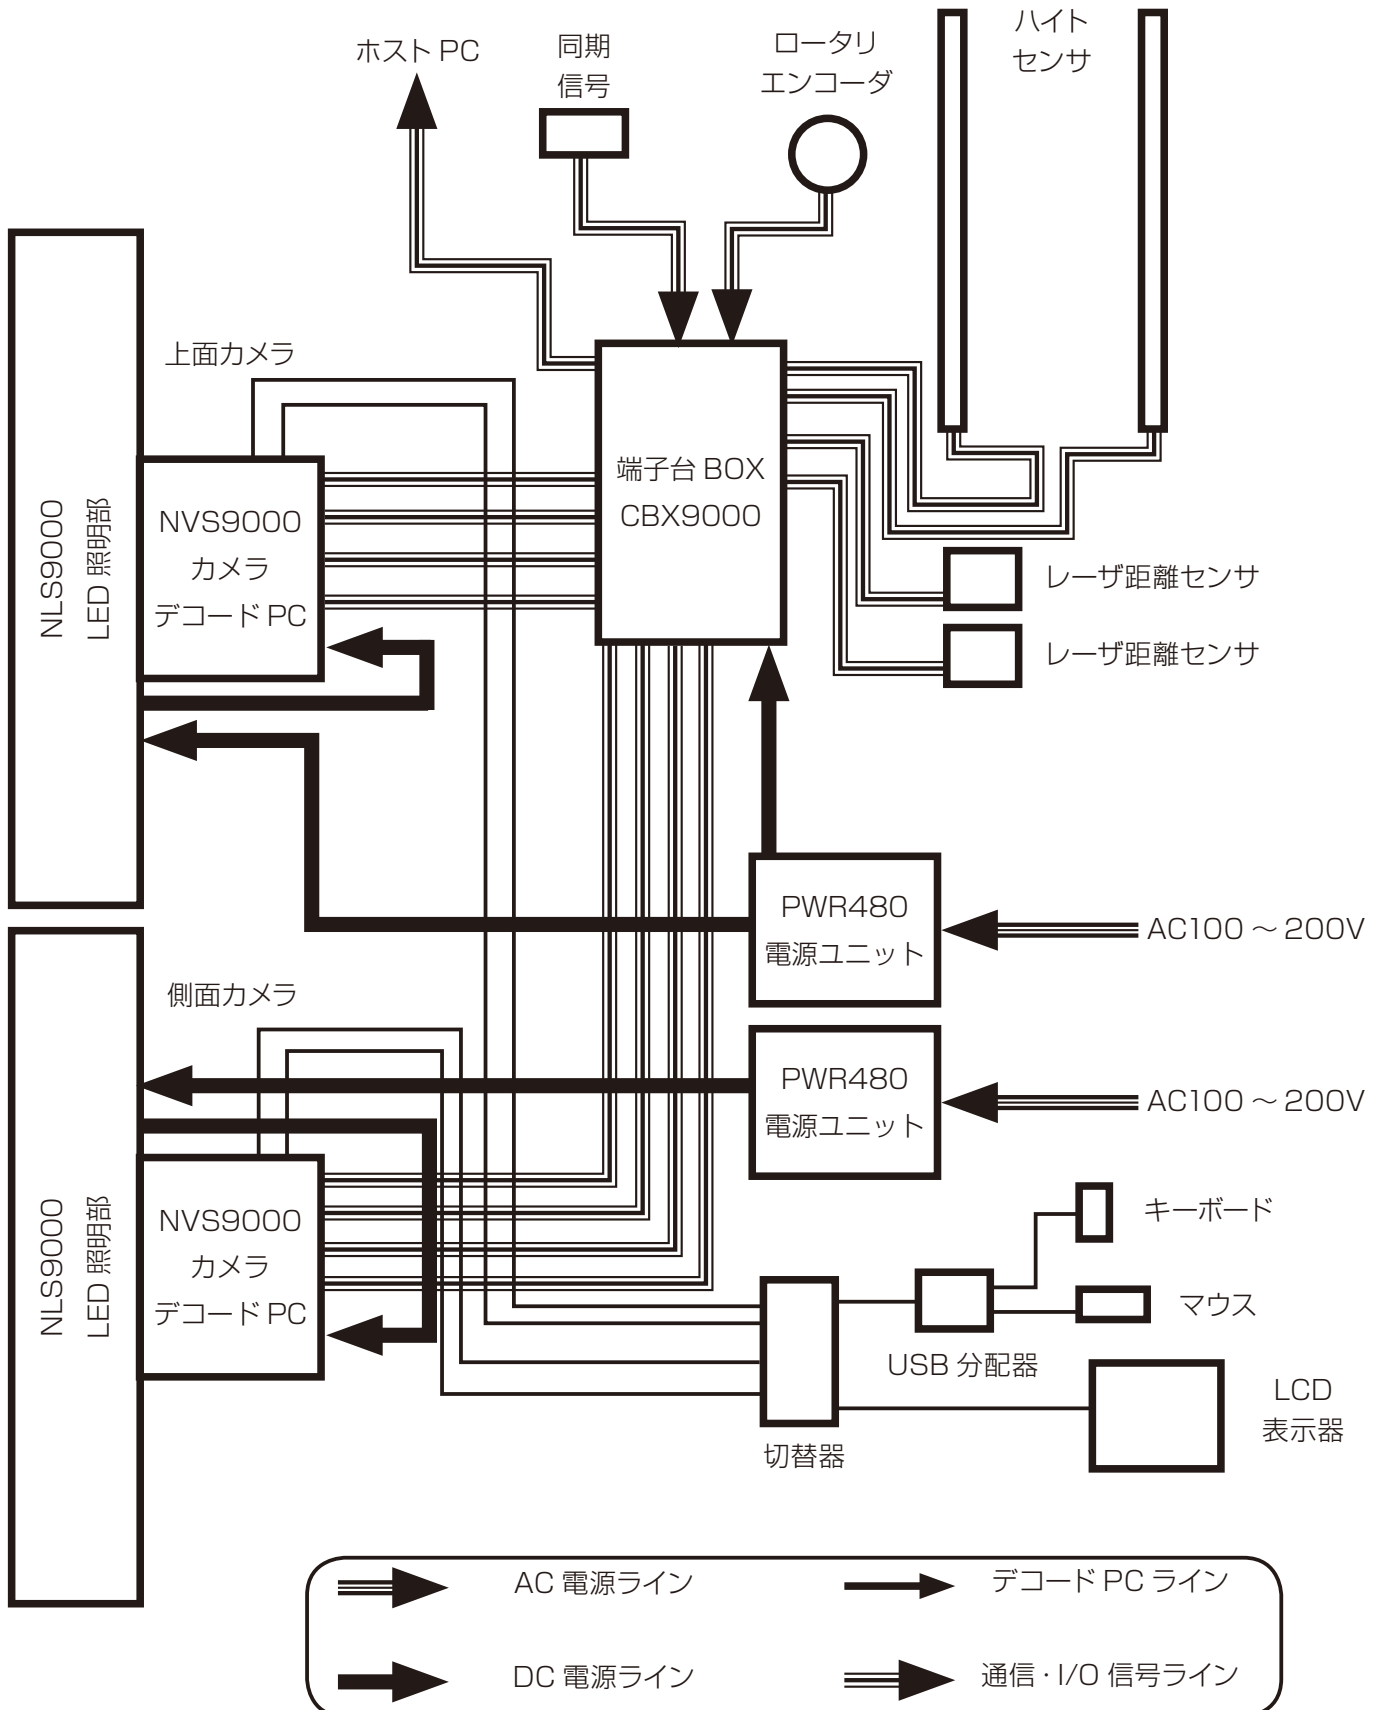 ホスト PC
同期
信号
ロータリ
エンコーダ
ハイト
センサ
上面カメラ
NLS9000
LED 照明部
NVS9000
カメラ
デコード PC
端子台 BOX
CBX9000
レーザ距離センサ
レーザ距離センサ
PWR480
電源ユニット
AC100 ～ 200V
側面カメラ
PWR480
電源ユニット
AC100 ～ 200V
NLS9000
LED 照明部
NVS9000
カメラ
デコード PC
キーボード
マウス
USB 分配器
LCD
表示器
切替器
AC 電源ライン
デコード PC ライン
DC 電源ライン
通信・I/O 信号ライン